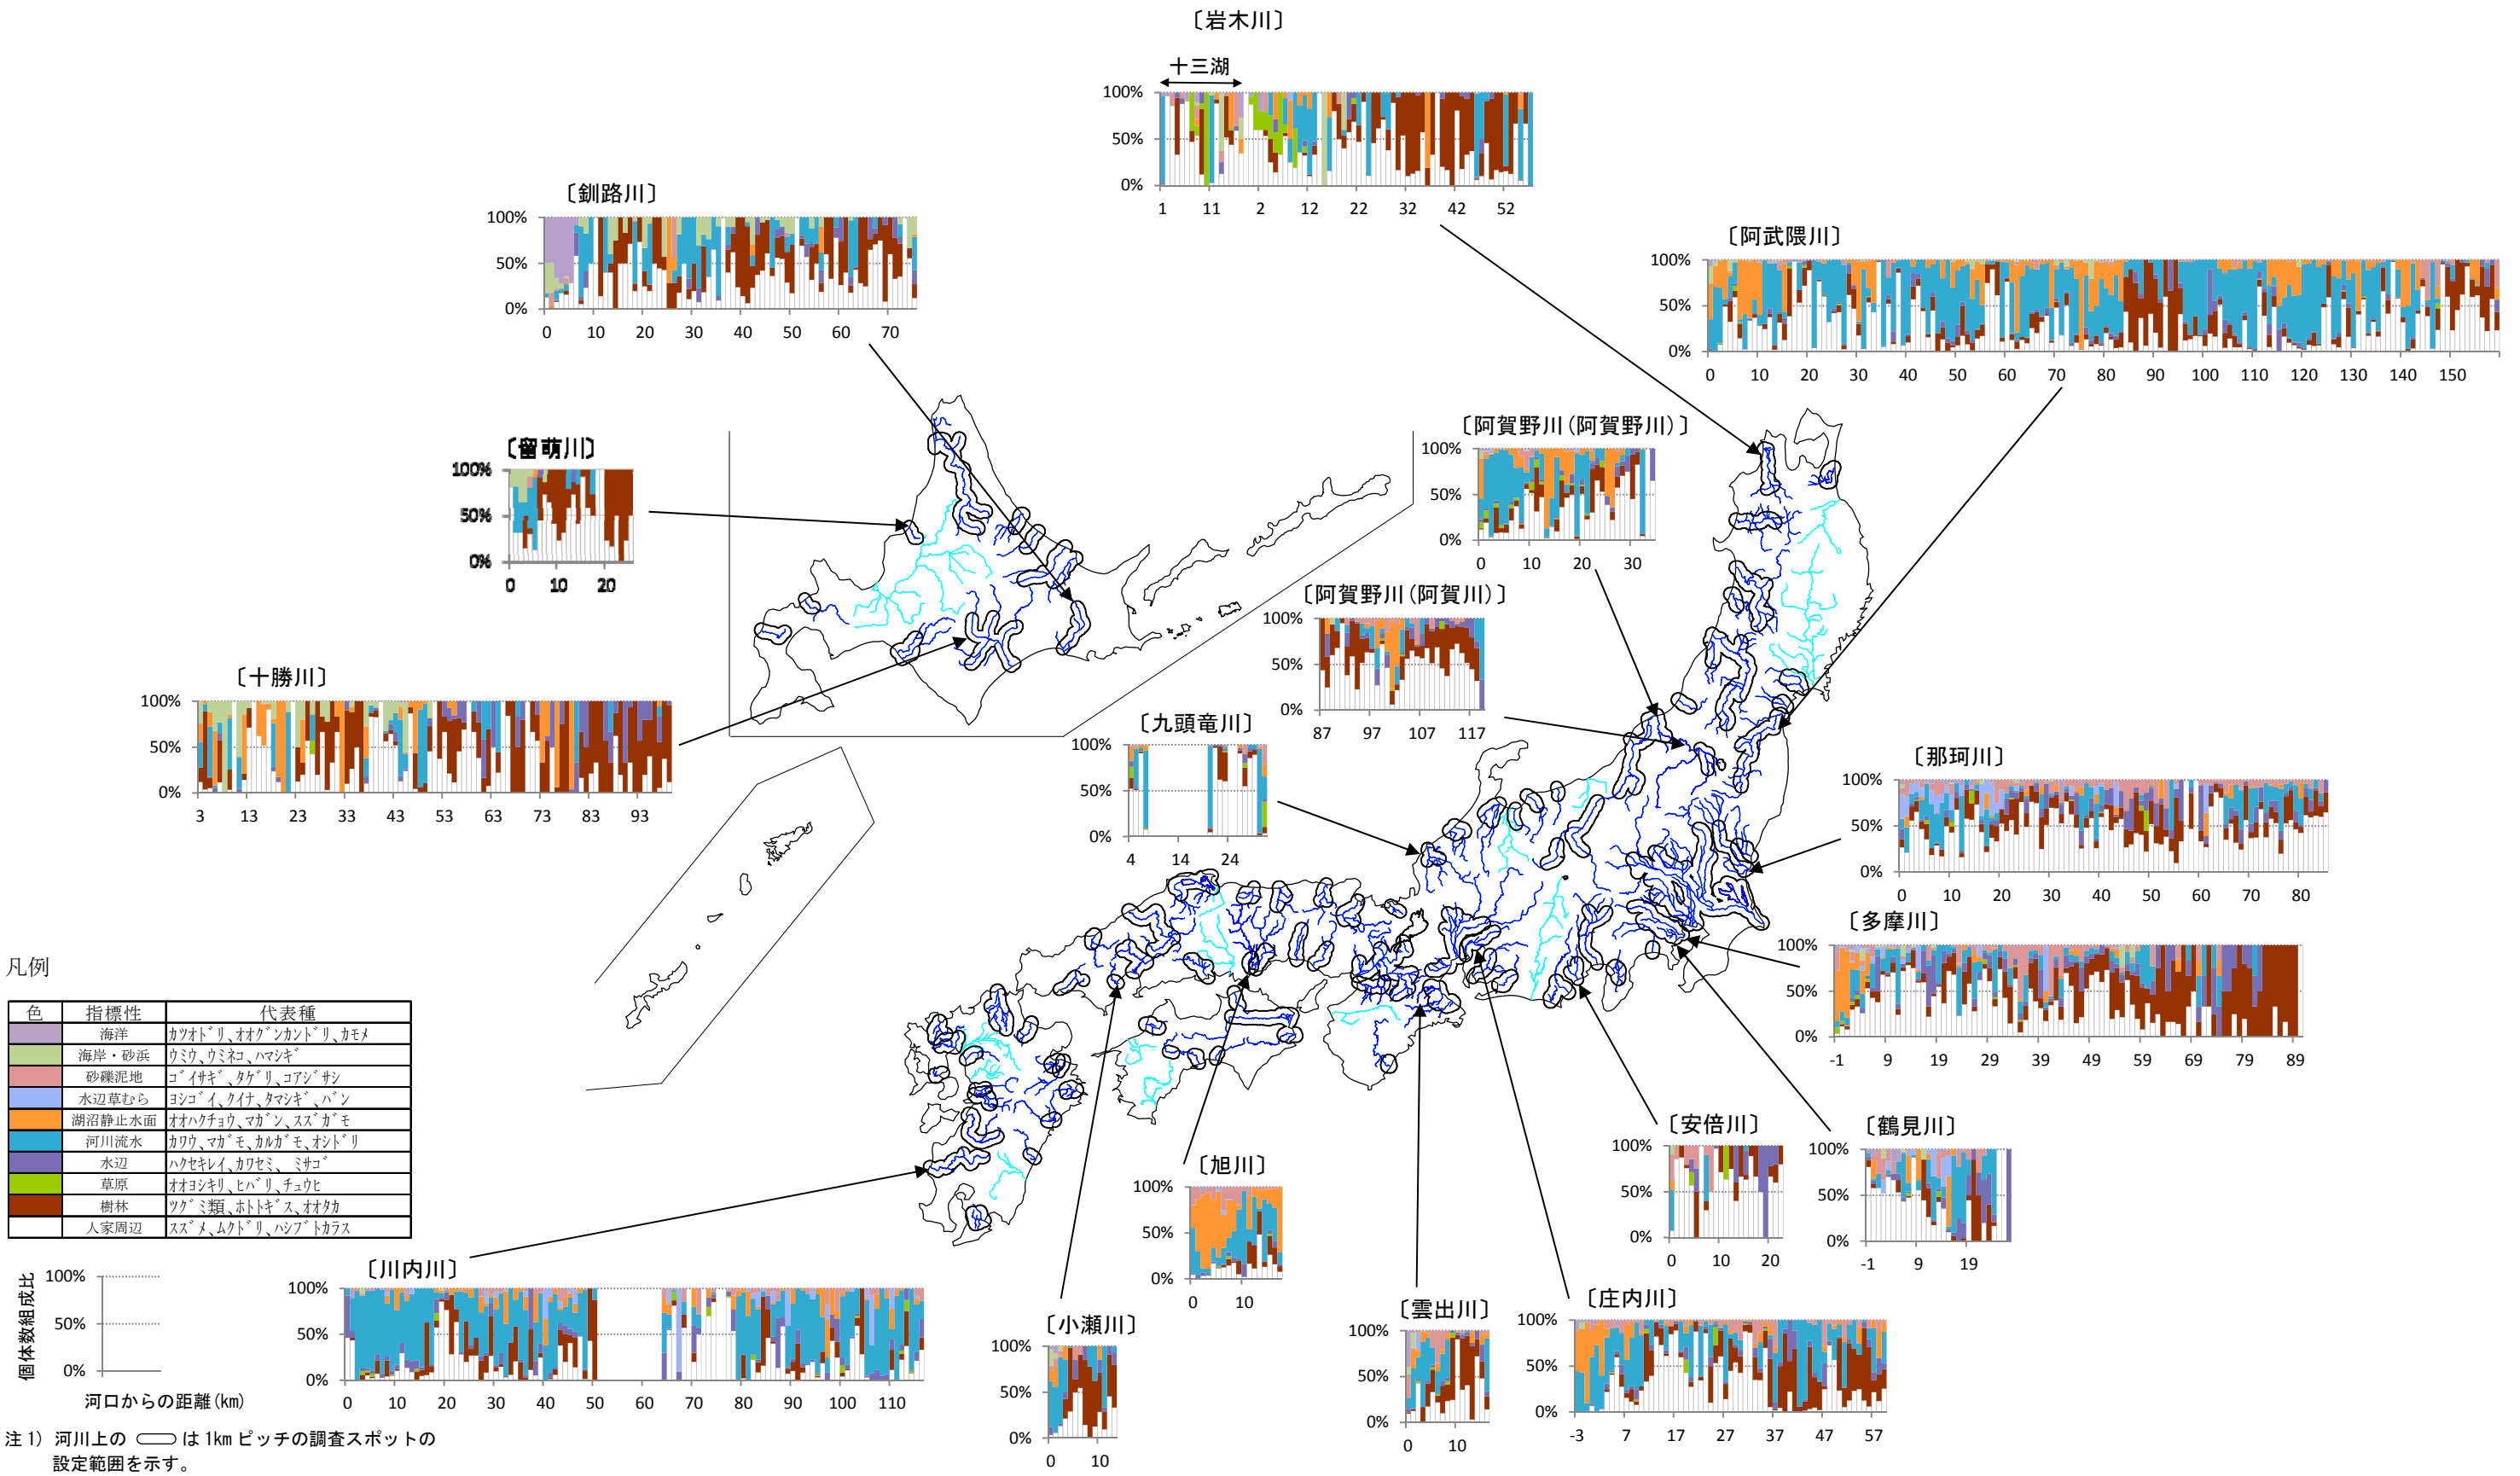 〔岩木川〕
十三湖
100%
50%
0%
1 11 2 12 22 32 42 52
〔釧路川〕
100%
50%
0%
0 10 20 30 40 50 60 70
〔阿武隈川〕
100%
50%
0%
0 10 20 30 40 50 60 70 80 90 100 110 120 130 140 150
〔留萌川〕
100%
50%
0%
0 10 20
〔阿賀野川(阿賀野川)〕
100%
50%
0%
0 10 20 30
〔阿賀野川(阿賀川)〕
100%
50%
0%
87 97 107 117
〔十勝川〕
100%
50%
0%
3 13 23 33 43 53 63 73 83 93
〔九頭竜川〕
100%
50%
0%
4 14 24
〔那珂川〕
100%
50%
0%
0 10 20 30 40 50 60 70 80
〔多摩川〕
100%
50%
0%
-1 9 19 29 39 49 59 69 79 89
凡例
色 指標性 代表種
海洋 カツオドリ、オオグンカンドリ、カモメ
海岸・砂浜 ウミウ、ウミネコ、ハマシギ
砂礫泥地 ゴイサギ、タゲリ、コアジサシ
水辺草むら ヨシゴイ、クイナ、タマシギ、バン
湖沼静止水面 オオハクチョウ、マガン、スズガモ
河川流水 カワウ、マガモ、カルガモ、オシドリ
水辺 ハクセキレイ、カワセミ、 ミサゴ
草原 オオヨシキリ、ヒバリ、チュウヒ
樹林 ツグミ類、ホトトギス、オオタカ
人家周辺 スズメ、ムクドリ、ハシブトカラス
〔安倍川〕
100%
50%
0%
0 10 20
〔鶴見川〕
100%
50%
0%
-1 9 19
〔旭川〕
100%
50%
0%
0 10
〔川内川〕
100%
50%
0%
0 10 20 30 40 50 60 70 80 90 100 110
〔小瀬川〕
100%
50%
0%
0 10
〔雲出川〕
100%
50%
0%
0 10
〔庄内川〕
100%
50%
0%
-3 7 17 27 37 47 57
個体数組成比
100%
50%
0%
河口からの距離(km)
注1) 河川上の は1kmピッチの調査スポットの
設定範囲を示す。